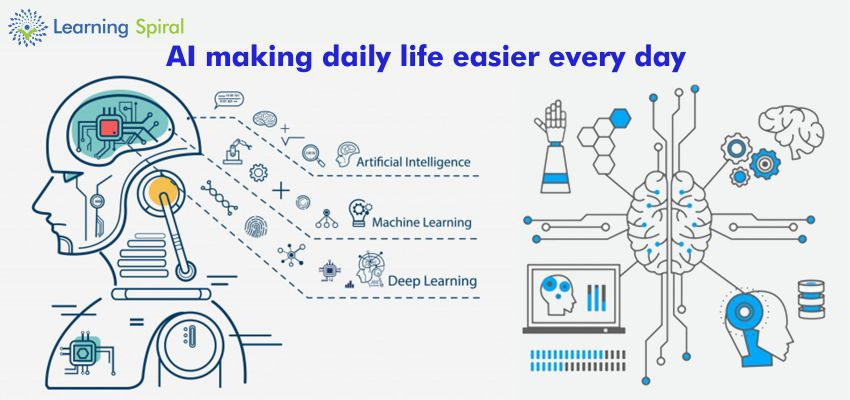 Learning Spiral
AI making daily life easier every day
Artificial Intelligence
Machine Learning
Deep Learning